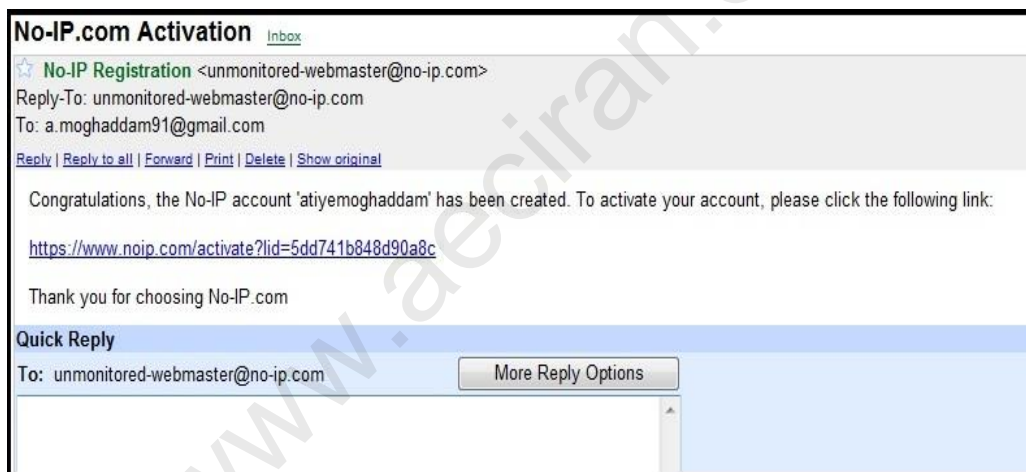 No-IP.com Activation Inbox
No-IP Registration <unmonitored-webmaster@no-ip.com>
Reply-To: unmonitored-webmaster@no-ip.com
To: a.moghaddam91@gmail.com
Reply | Reply to all | Forward | Print | Delete | Show original
Congratulations, the No-IP account 'atiyemoghaddam' has been created. To activate your account, please click the following link:
https://www.noip.com/activate?lid=5dd741b848d90a8c
Thank you for choosing No-IP.com
Quick Reply
To: unmonitored-webmaster@no-ip.com More Reply Options
www.aeciran.